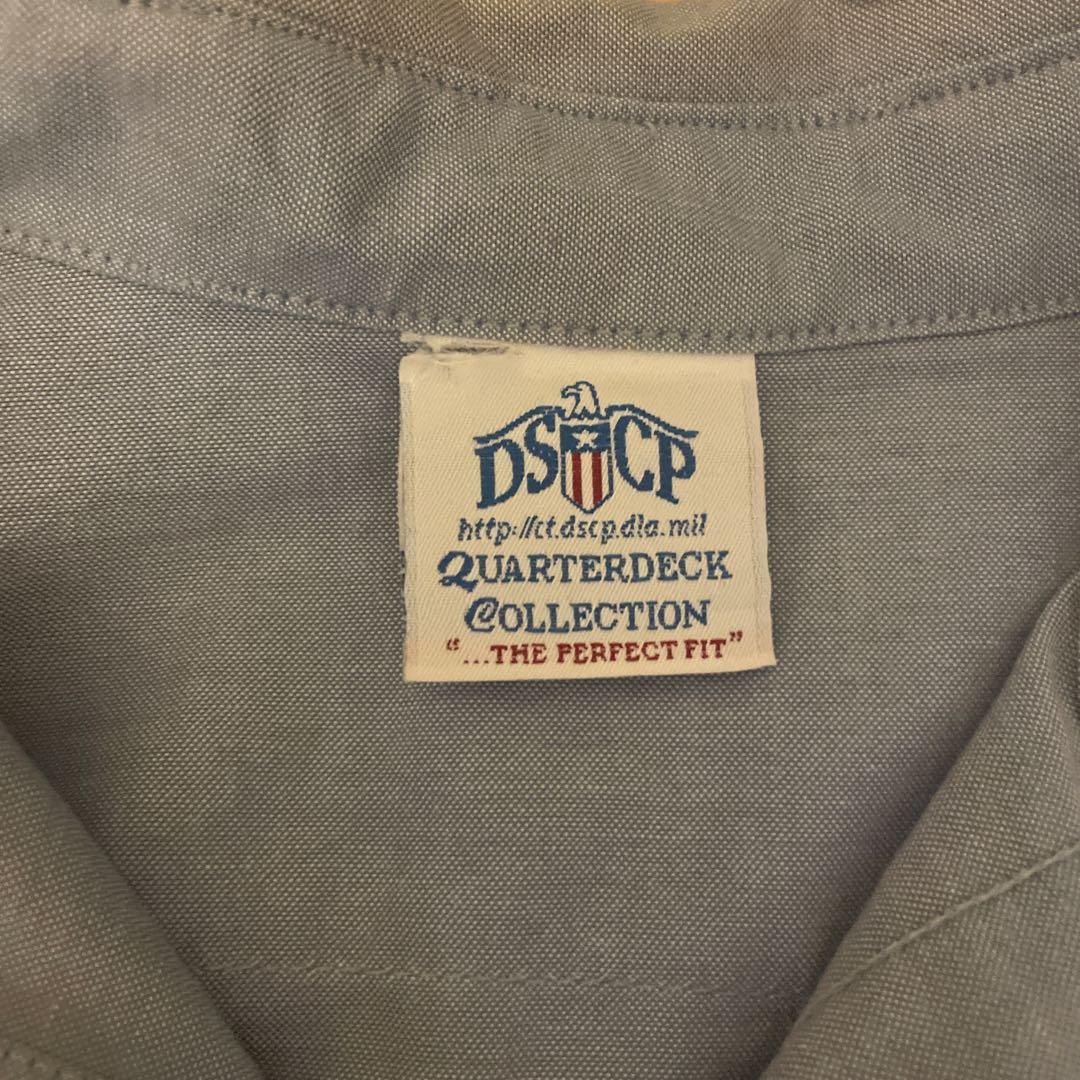 DSCP
http://ct.dscp.dla.mil
QUARTERDECK
COLLECTION
"...THE PERFECT FIT"